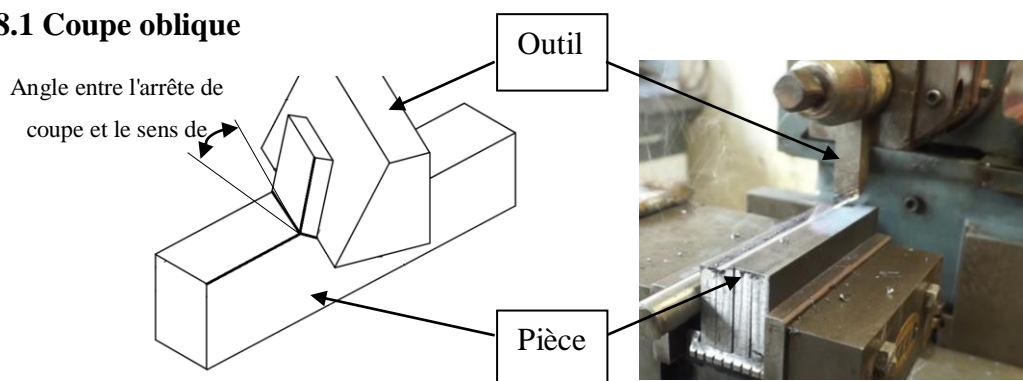 8.1 Coupe oblique
Outil
Angle entre l'arrête de
coupe et le sens de
Pièce